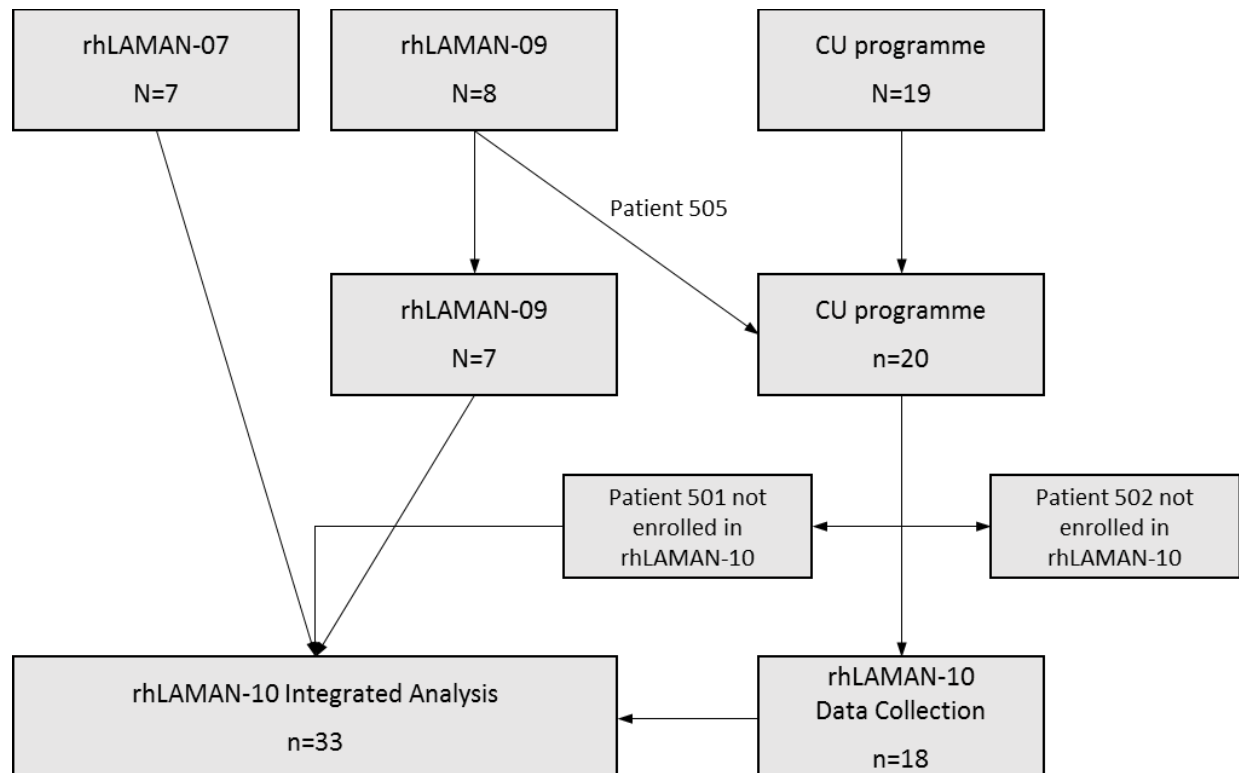 rhLAMAN-07
N=7
rhLAMAN-09
N=8
CU programme
N=19
Patient 505
rhLAMAN-09
N=7
CU programme
n=20
Patient 501 not
enrolled in
rhLAMAN-10
Patient 502 not
enrolled in
rhLAMAN-10
rhLAMAN-10 Integrated Analysis
n=33
rhLAMAN-10
Data Collection
n=18